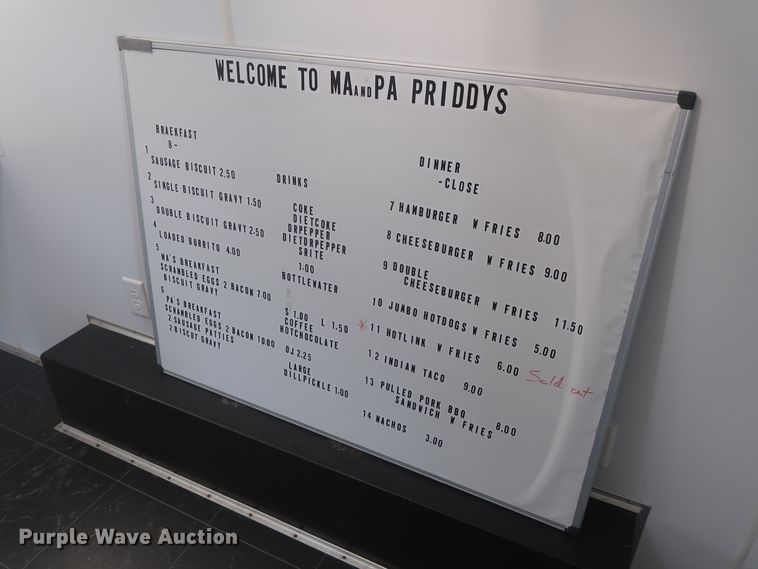 WELCOME TO MA AND PA PRIDDYS
BRAEKFAST
8-
1
SAUSAGE BISCUIT 2.50
2
SINGLE BISCUIT GRAVY 1.50
3
DOUBLE BISCUIT GRAVY 2.50
4
LOADED BURRITO 4.00
5
MA'S BREAKFAST
SCRAMBLED EGGS 2 BACON 7.00
BISCUIT GRAVY
6
PA'S BREAKFAST
SCRAMBLED EGGS 2 BACON 10.00
2 SAUSAGE PATTIES
2 BISCUT GRAVY
DRINKS
COKE
DIETCOKE
DRPEPPER
DIETORPEPPER
SRITE
1.00
BOTTLEWATER
$ 1.00 L 1.50
COFFEE
HOTCHOCOLATE
OJ 2.25
LARGE
DILLPICKLE 1.00
DINNER
-CLOSE
7 HAMBURGER W FRIES 8.00
8 CHEESEBURGER W FRIES 9.00
9 DOUBLE
CHEESEBURGER W FRIES 11.50
10 JUMBO HOTDOGS W FRIES 5.00
* 11 HOTLINK W FRIES 6.00 Sold out
12 INDIAN TACO 9.00
13 PULLED PORK BBQ 8.00
SANDWICH W FRIES
14 NACHOS 3.00
Purple Wave Auction